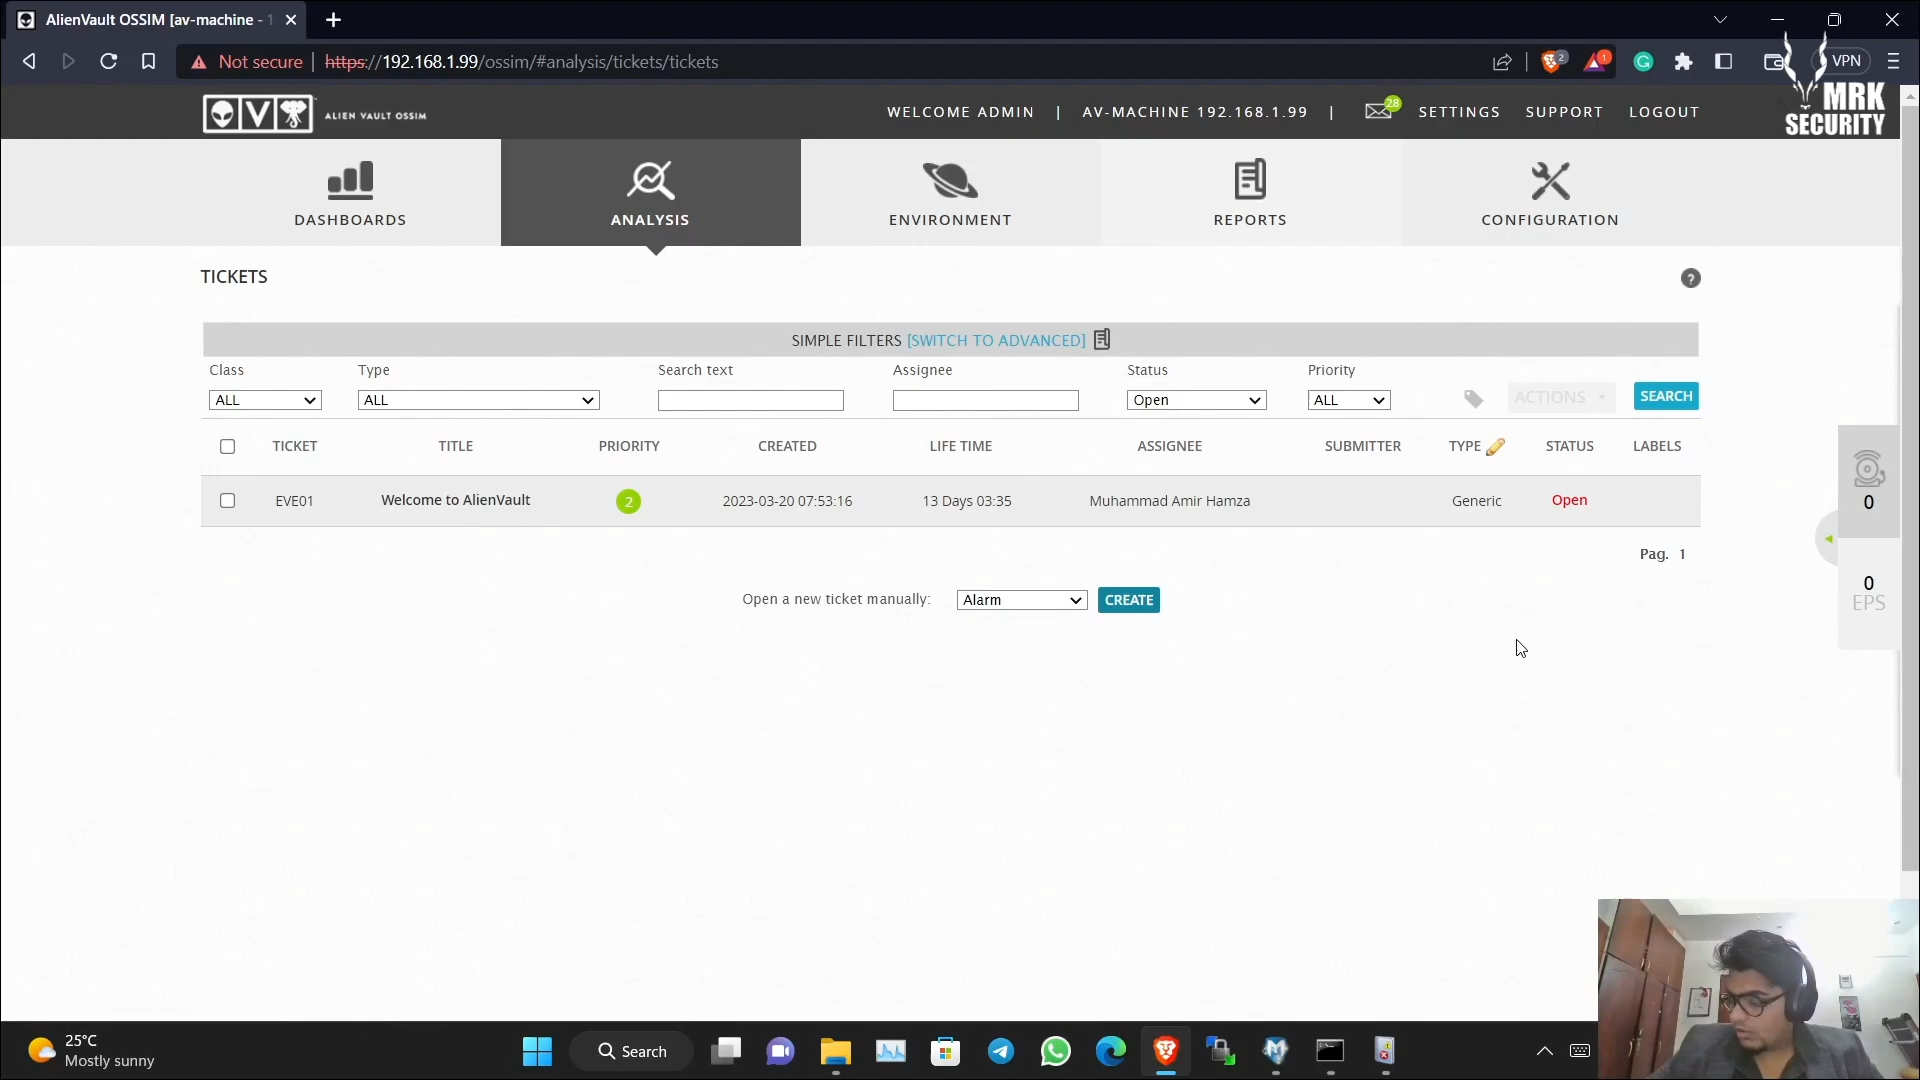 AlienVault OSSIM [av-machine - 1
Not secure https://192.168.1.99/ossim/#analysis/tickets/tickets
2
1
VPN
MRK
SECURITY
ALIEN VAULT OSSIM
WELCOME ADMIN | AV-MACHINE 192.168.1.99 | 28 SETTINGS SUPPORT LOGOUT
DASHBOARDS
ANALYSIS
ENVIRONMENT
REPORTS
CONFIGURATION
TICKETS
?
SIMPLE FILTERS [SWITCH TO ADVANCED]
Class Type Search text Assignee Status Priority
ALL ALL Open ALL ACTIONS SEARCH
TICKET TITLE PRIORITY CREATED LIFE TIME ASSIGNEE SUBMITTER TYPE STATUS LABELS
EVE01 Welcome to AlienVault 2 2023-03-20 07:53:16 13 Days 03:35 Muhammad Amir Hamza Generic Open
Pag. 1
Open a new ticket manually: Alarm CREATE
0
0
EPS
25°C
Mostly sunny
Search